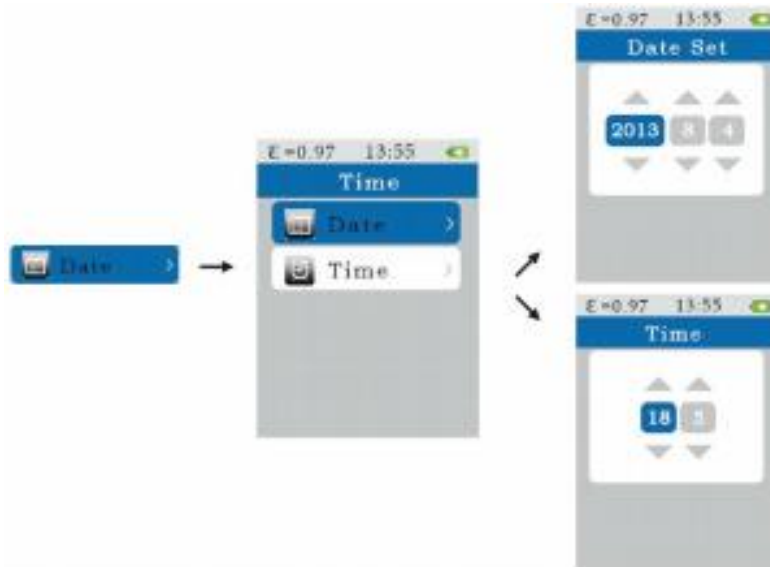 Date >
ε=0.97 13:55
Time
Date >
Time >
ε=0.97 13:55
Date Set
2013 8 4
ε=0.97 13:55
Time
18 5